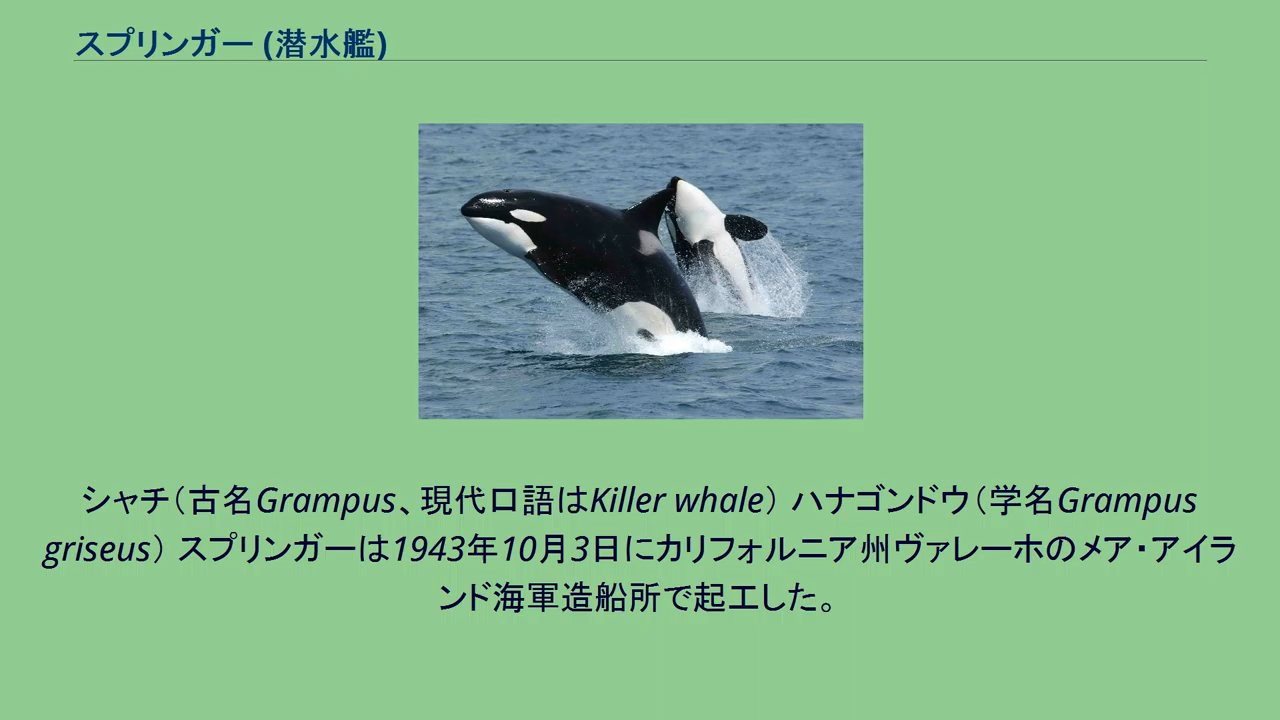 スプリンガー (潜水艦)
シャチ（古名Grampus、現代口語はKiller whale） ハナゴンドウ（学名Grampus
griseus） スプリンガーは1943年10月3日にカリフォルニア州ヴァレーホのメア・アイラ
ンド海軍造船所で起工した。